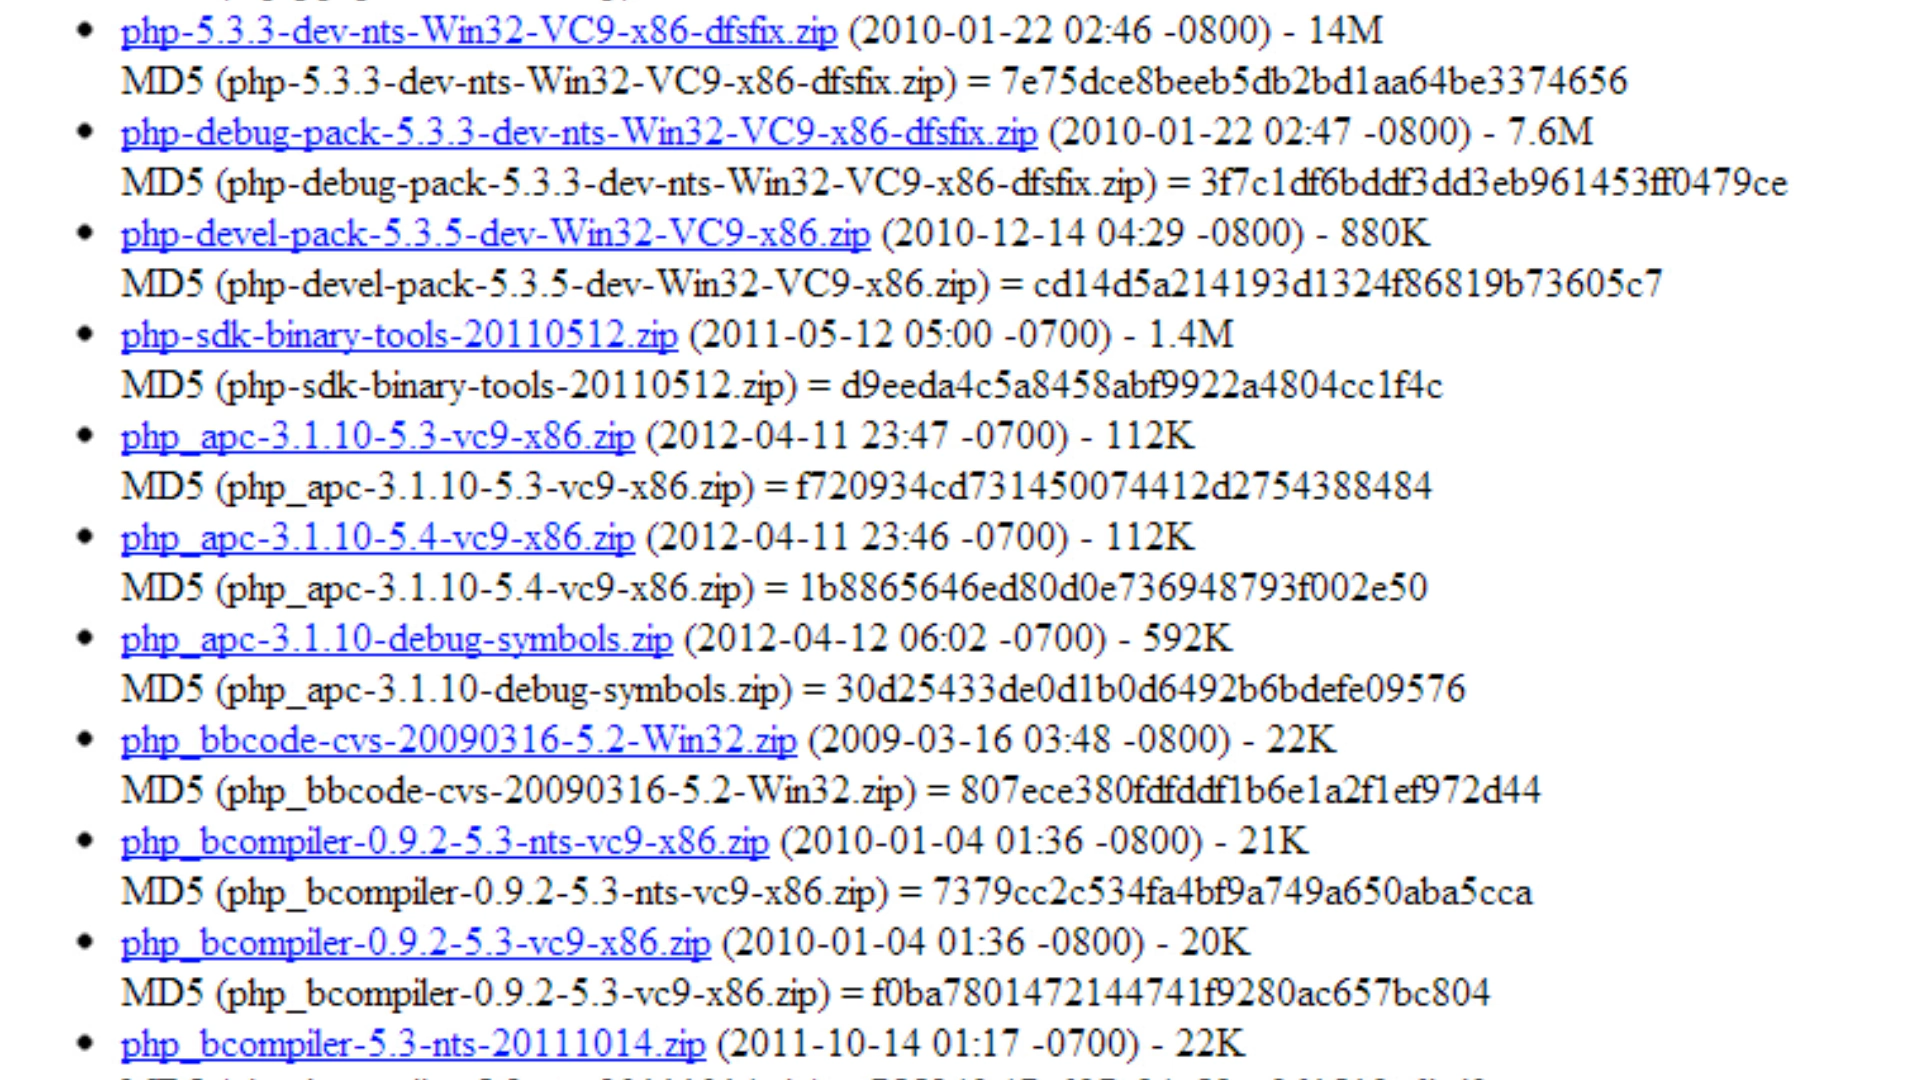 php-5.3.3-dev-nts-Win32-VC9-x86-dfsfix.zip (2010-01-22 02:46 -0800) - 14M
MD5 (php-5.3.3-dev-nts-Win32-VC9-x86-dfsfix.zip) = 7e75dce8beeb5db2bd1aa64be3374656
php-debug-pack-5.3.3-dev-nts-Win32-VC9-x86-dfsfix.zip (2010-01-22 02:47 -0800) - 7.6M
MD5 (php-debug-pack-5.3.3-dev-nts-Win32-VC9-x86-dfsfix.zip) = 3f7c1df6bddf3dd3eb961453ff0479ce
php-devel-pack-5.3.5-dev-Win32-VC9-x86.zip (2010-12-14 04:29 -0800) - 880K
MD5 (php-devel-pack-5.3.5-dev-Win32-VC9-x86.zip) = cd14d5a214193d1324f86819b73605c7
php-sdk-binary-tools-20110512.zip (2011-05-12 05:00 -0700) - 1.4M
MD5 (php-sdk-binary-tools-20110512.zip) = d9eeda4c5a8458abf9922a4804cc1f4c
php_apc-3.1.10-5.3-vc9-x86.zip (2012-04-11 23:47 -0700) - 112K
MD5 (php_apc-3.1.10-5.3-vc9-x86.zip) = f720934cd731450074412d2754388484
php_apc-3.1.10-5.4-vc9-x86.zip (2012-04-11 23:46 -0700) - 112K
MD5 (php_apc-3.1.10-5.4-vc9-x86.zip) = 1b8865646ed80d0e736948793f002e50
php_apc-3.1.10-debug-symbols.zip (2012-04-12 06:02 -0700) - 592K
MD5 (php_apc-3.1.10-debug-symbols.zip) = 30d25433de0d1b0d6492b6bdefe09576
php_bbcode-cvs-20090316-5.2-Win32.zip (2009-03-16 03:48 -0800) - 22K
MD5 (php_bbcode-cvs-20090316-5.2-Win32.zip) = 807ece380fdfddf1b6e1a2f1ef972d44
php_bcompiler-0.9.2-5.3-nts-vc9-x86.zip (2010-01-04 01:36 -0800) - 21K
MD5 (php_bcompiler-0.9.2-5.3-nts-vc9-x86.zip) = 7379cc2c534fa4bf9a749a650aba5cca
php_bcompiler-0.9.2-5.3-vc9-x86.zip (2010-01-04 01:36 -0800) - 20K
MD5 (php_bcompiler-0.9.2-5.3-vc9-x86.zip) = f0ba7801472144741f9280ac657bc804
php_bcompiler-5.3-nts-20111014.zip (2011-10-14 01:17 -0700) - 22K